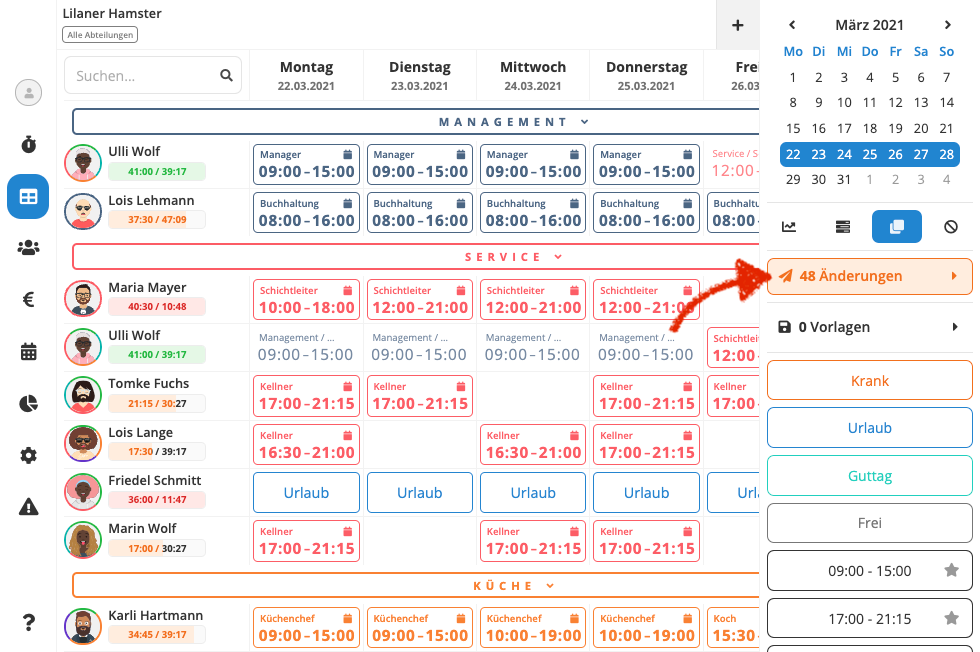 Lilaner Hamster
Alle Abteilungen
+
März 2021
Mo Di Mi Do Fr Sa So
1 2 3 4 5 6 7
8 9 10 11 12 13 14
15 16 17 18 19 20 21
22 23 24 25 26 27 28
29 30 31 1 2 3 4
Suchen...
Montag Dienstag Mittwoch Donnerstag
22.03.2021 23.03.2021 24.03.2021 25.03.2021
MANAGEMENT
Ulli Wolf
41:00 / 39:17
Manager Manager Manager Manager Service / S
09:00–15:00 09:00–15:00 09:00–15:00 09:00–15:00 12:00
Lois Lehmann
37:30 / 47:09
Buchhaltung Buchhaltung Buchhaltung Buchhaltung Buchhaltung
08:00–16:00 08:00–16:00 08:00–16:00 08:00–16:00 08:00
SERVICE
Maria Mayer
40:30 / 10:48
Schichtleiter Schichtleiter Schichtleiter Schichtleiter
10:00–18:00 12:00–21:00 12:00–21:00 12:00–21:00
Ulli Wolf
41:00 / 39:17
Management / ... Management / ... Management / ... Management / ... Schichtlei
09:00–15:00 09:00–15:00 09:00–15:00 09:00–15:00 12:00
Tomke Fuchs
21:15 / 30:27
Kellner Kellner Kellner Kellner
17:00–21:15 17:00–21:15 17:00–21:15 17:00
Lois Lange
17:30 / 39:17
Kellner Kellner Kellner
16:30–21:00 16:30–21:00 17:00–21:15
Friedel Schmitt
36:00 / 11:47
Urlaub Urlaub Urlaub Urlaub Url
Marin Wolf
17:00 / 30:27
Kellner Kellner Kellner
17:00–21:15 17:00–21:15 17:00–21:15
KÜCHE
Karli Hartmann
34:45 / 39:17
Küchenchef Küchenchef Küchenchef Küchenchef Koch
09:00–15:00 09:00–15:00 10:00–19:00 10:00–19:00 15:30
48 Änderungen
0 Vorlagen
Krank
Urlaub
Guttag
Frei
09:00 - 15:00
17:00 - 21:15
€
?